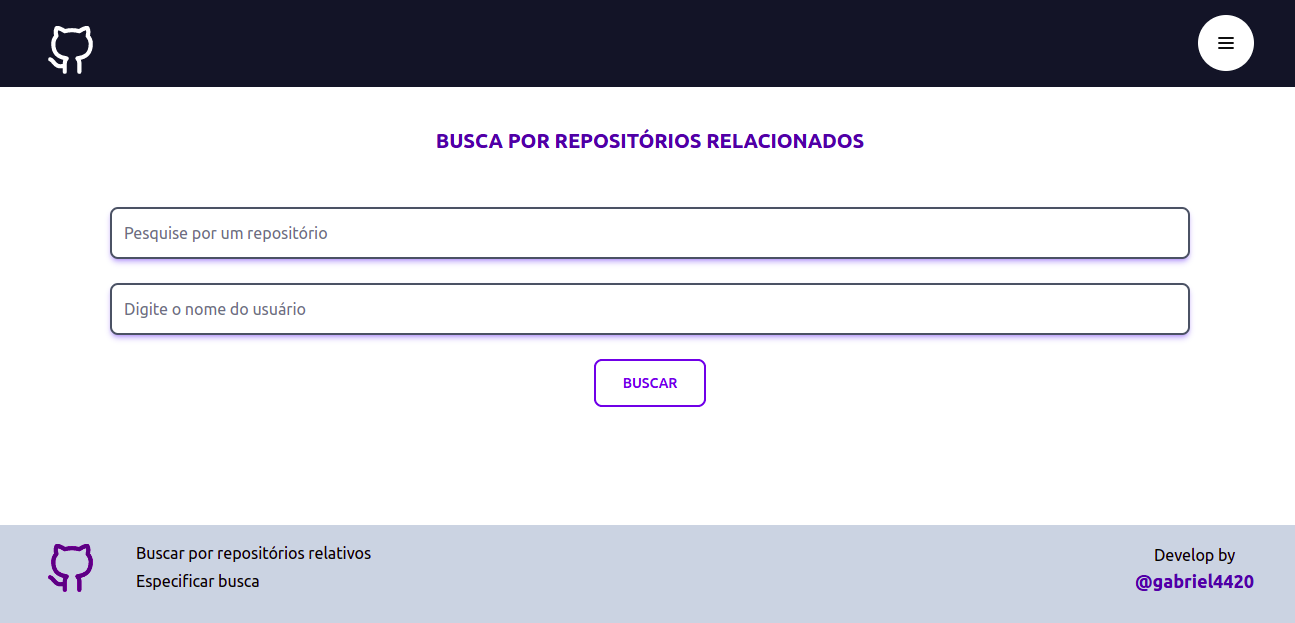 BUSCA POR REPOSITÓRIOS RELACIONADOS
Pesquise por um repositório
Digite o nome do usuário
BUSCAR
Buscar por repositórios relativos
Especificar busca
Develop by
@gabriel4420